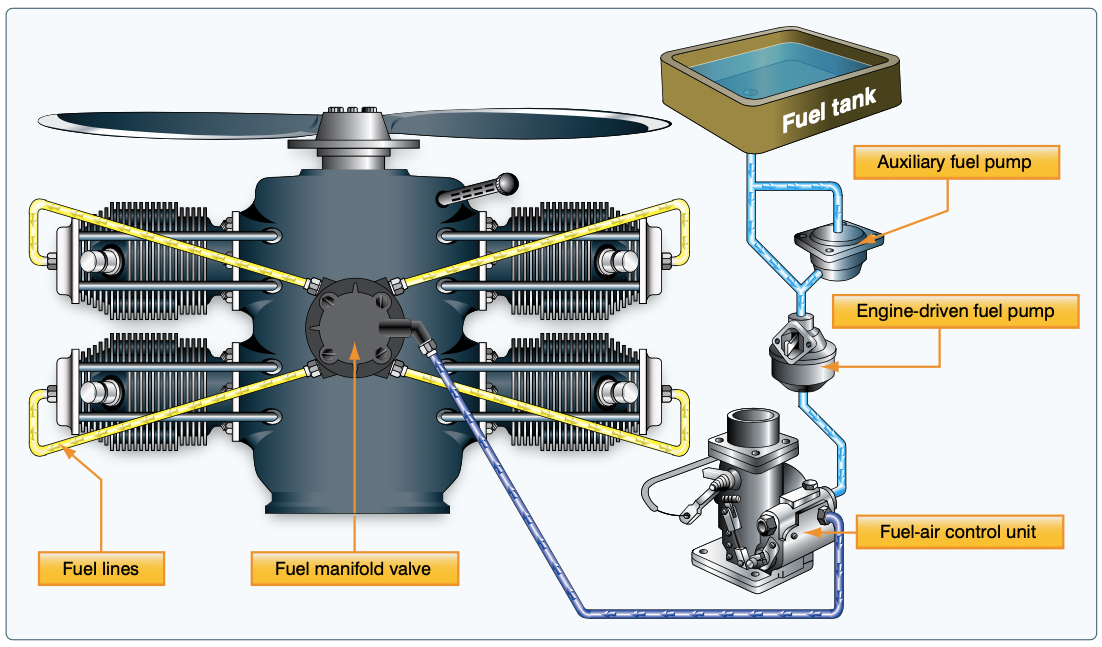 Fuel tank
Auxiliary fuel pump
Engine-driven fuel pump
Fuel-air control unit
Fuel lines
Fuel manifold valve